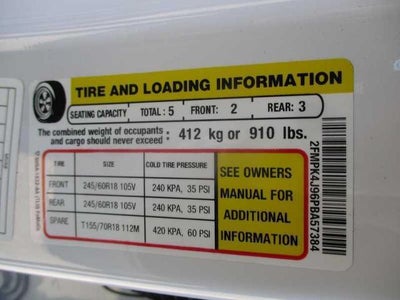 TIRE AND LOADING INFORMATION
SEATING CAPACITY TOTAL: 5 FRONT: 2 REAR: 3
The combined weight of occupants and cargo should never exceed: 412 kg or 910 lbs.
TIRE SIZE COLD TIRE PRESSURE
FRONT 245/60R18 105V 240 KPA, 35 PSI
REAR 245/60R18 105V 240 KPA, 35 PSI
SPARE T155/70R18 112M 420 KPA, 60 PSI
SEE OWNERS
MANUAL FOR
ADDITIONAL
INFORMATION
2FMPK4J96PBA57384